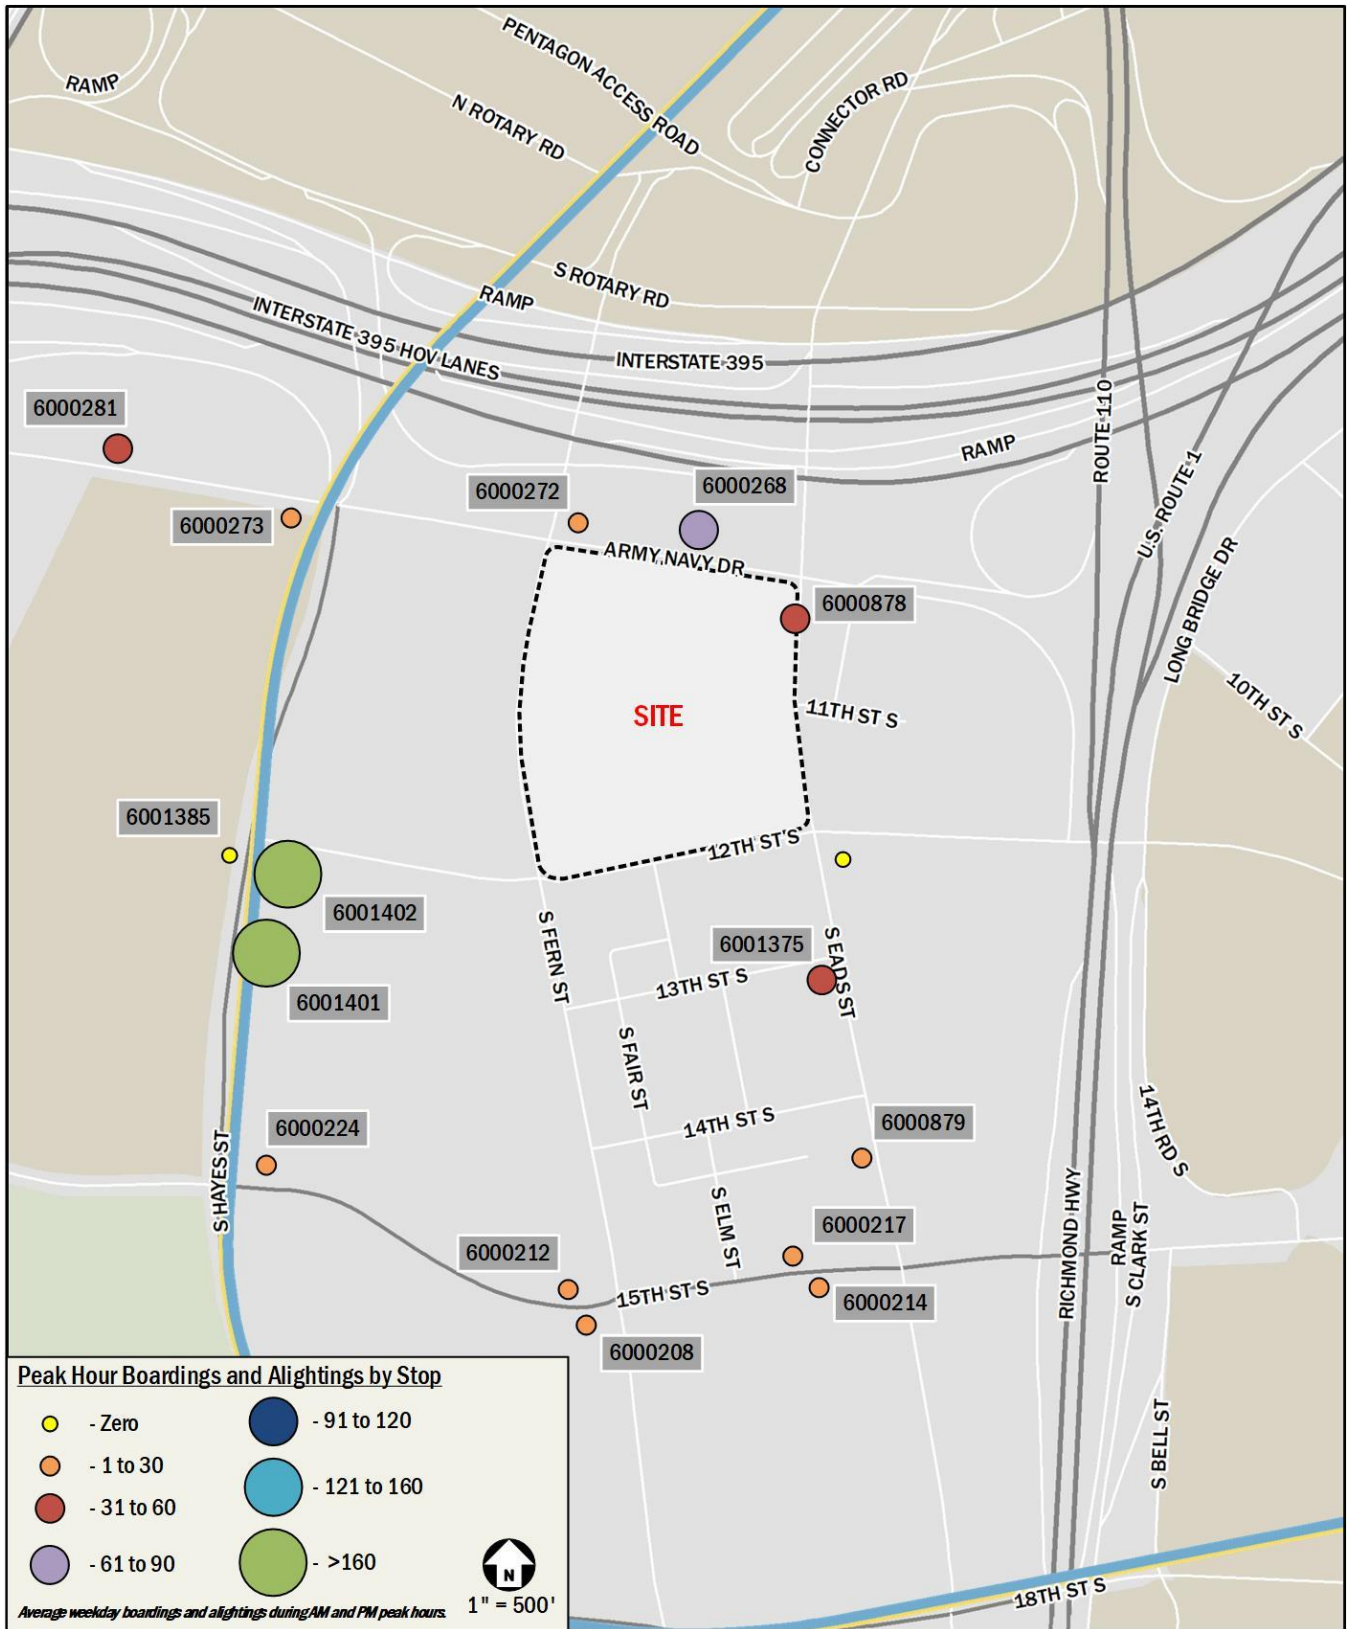 PENTAGON ACCESS ROAD
RAMP
N ROTARY RD
CONNECTOR RD
S ROTARY RD
RAMP
INTERSTATE 395 HOV LANES
INTERSTATE 395
6000281
ROUTE 110
RAMP
6000272
6000268
U.S. ROUTE 1
6000273
ARMY NAVY DR
LONG BRIDGE DR
6000878
10TH ST S
SITE
11TH ST S
6001385
12TH ST S
6001402
S FERN ST
6001375
S EADS ST
13TH ST S
6001401
S FAIR ST
14TH ST S
6000224
6000879
14TH RD S
S HAYES ST
S ELM ST
6000217
RICHMOND HWY
RAMP
S CLARK ST
6000212
15TH ST S
6000214
6000208
S BELL ST
18TH ST S
Peak Hour Boardings and Alightings by Stop
- Zero
- 1 to 30
- 31 to 60
- 61 to 90
- 91 to 120
- 121 to 160
- >160
Average weekday boardings and alightings during AM and PM peak hours.
N
1" = 500'